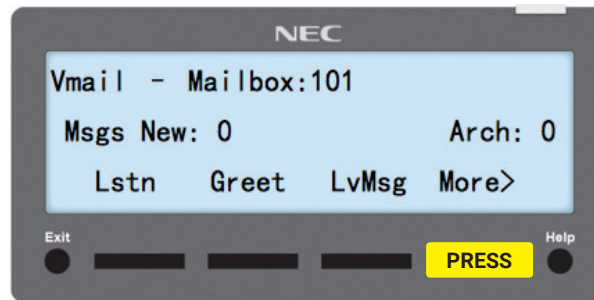 NEC
Vmail - Mailbox:101
Msgs New: 0 Arch: 0
Lstn Greet LvMsg More>
Exit Help
PRESS